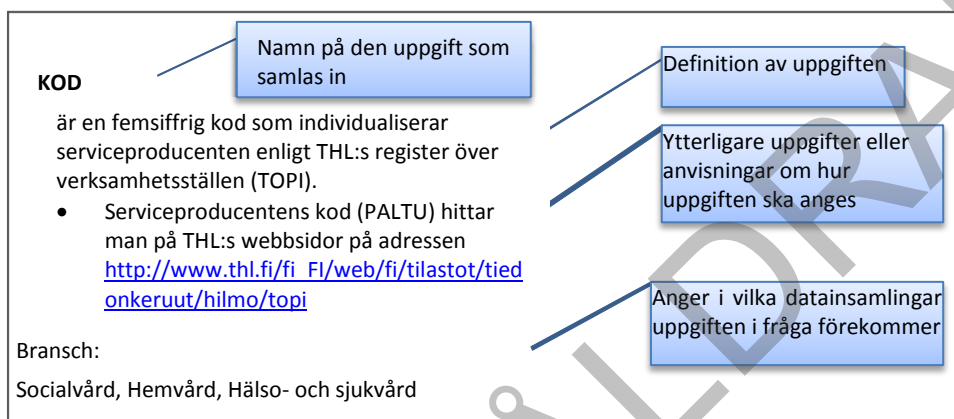 Namn på den uppgift som
samlas in
KOD
Definition av uppgiften
är en femsiffrig kod som individualiserar
serviceproducenten enligt THL:s register över
verksamhetsställen (TOPI).
Ytterligare uppgifter eller
anvisningar om hur
uppgiften ska anges
• Serviceproducentens kod (PALTU) hittar
man på THL:s webbsidor på adressen
http://www.thl.fi/fi_FI/web/fi/tilastot/tied
onkeruut/hilmo/topi
Anger i vilka datainsamlingar
uppgiften i fråga förekommer
Bransch:
Socialvård, Hemvård, Hälso- och sjukvård
ÅLDRA